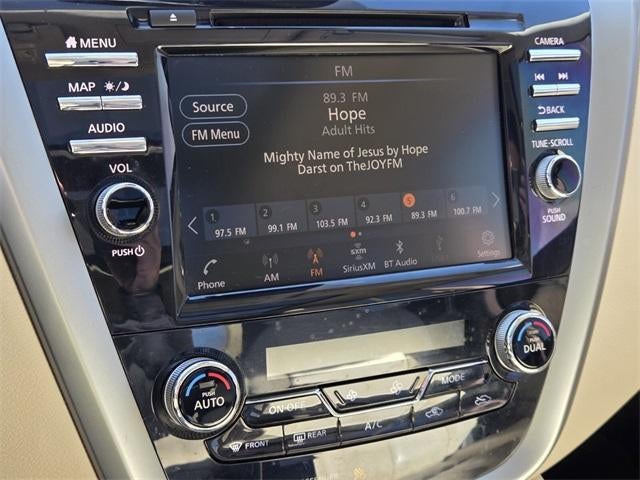 MENU
MAP
AUDIO
VOL
PUSH
FM
Source
FM Menu
89.3 FM
Hope
Adult Hits
Mighty Name of Jesus by Hope
Darst on TheJOYFM
1 2 3 4 5 6
97.5 FM 99.1 FM 103.5 FM 92.3 FM 89.3 FM 100.7 FM
Phone
AM
FM
sxm
SiriusXM
BT Audio
Settings
CAMERA
BACK
TUNE-SCROLL
PUSH
SOUND
PUSH
AUTO
PUSH
DUAL
ON·OFF
MODE
FRONT
REAR
A/C